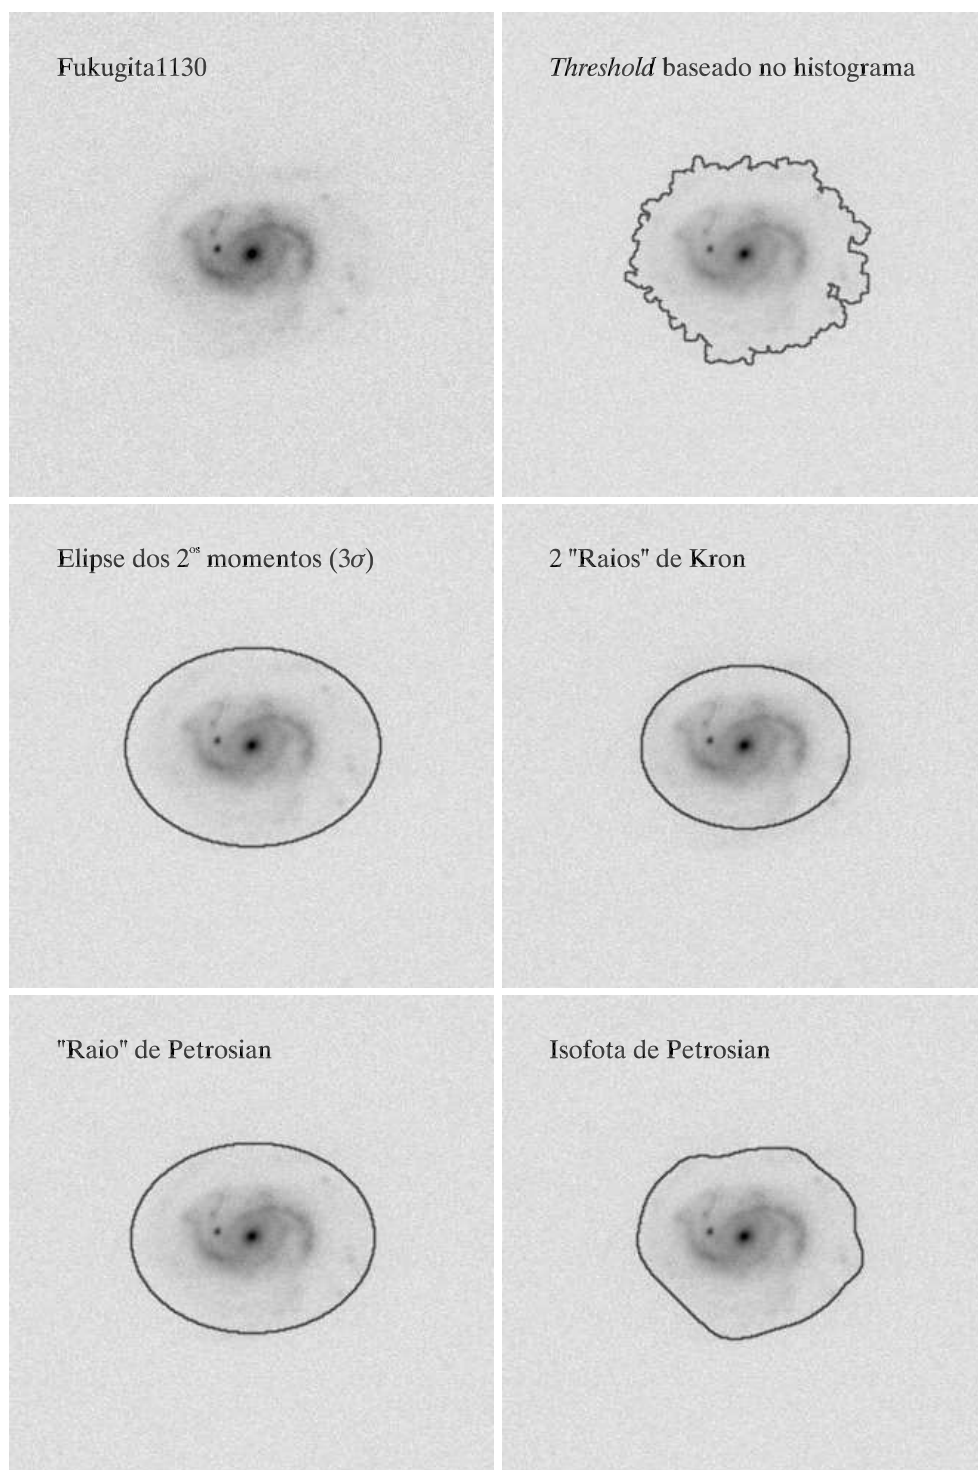 Fukugita1130
Threshold baseado no histograma
Elipse dos 2ºˢ momentos (3σ)
2 "Raios" de Kron
"Raio" de Petrosian
Isofota de Petrosian